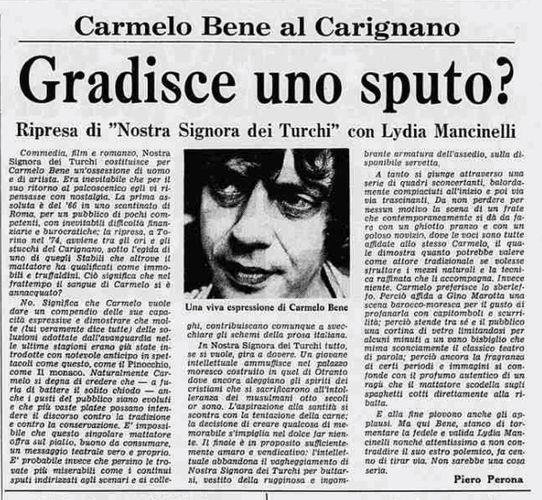 Carmelo Bene al Carignano
Gradisce uno sputo?
Ripresa di "Nostra Signora dei Turchi" con Lydia Mancinelli
Commedia, film e romanzo, Nostra
Signora dei Turchi costituisce per
Carmelo Bene un'ossessione di uomo e
di artista. Era inevitabile che per il
suo ritorno al palcoscenico egli vi ri-
pensasse con nostalgia. La prima as-
soluta è del '66 in uno scantinato di
Roma, per un pubblico di pochi com-
petenti, con inevitabili difficoltà finan-
ziarie e burocratiche; la ripresa, a To-
rino nel '74, avviene tra gli ori e gli
stucchi del Carignano, sotto l'egida di
uno di quegli Stabili che altrove il
mattatore ha qualificati come immo-
bili e truffaldini. Ciò significa che nel
frattempo il sangue di Carmelo si è
annacquato?
No. Significa che Carmelo vuole
dare un compendio delle sue capa-
cità espressive e dimostrare che mol-
te (lui veramente dice tutte) delle so-
luzioni adottate dall'avanguardia nel-
le ultime stagioni erano già state in-
trodotte con notevole anticipo in spet-
tacoli come questo, come il Pinocchio,
come Il monaco. Naturalmente Car-
melo si degna di credere che — a fu-
ria di battere il solito chiodo — an-
che i gusti del pubblico siano evoluti
e che più vaste platee possano inten-
dere il discorso contro la tradizione
e contro la conservazione. E' impossi-
bile che questo singolare mattatore
offra sul piatto, buono da consumare,
un messaggio teatrale vero e proprio.
E' probabile invece che persino le tro-
vate più miserabili come i continui
sputi indirizzati agli scenari e ai colle-
Una viva espressione di Carmelo Bene
ghi, contribuiscano comunque a svec-
chiare gli schemi della prosa italiana.
In Nostra Signora dei Turchi tutto,
se si vuole, gira a dovere. Un giovane
intellettuale ammuffisce nel palazzo
moresco costruito in quel di Otranto
dove ancora aleggiano gli spiriti dei
cristiani che si sacrificarono all'intol-
leranza dei musulmani otto secoli
or sono. L'aspirazione alla santità si
scontra con la tentazione della carne;
la decisione di creare qualcosa di me-
morabile s'impiglia nel dolce far nien-
te. Il finale è in proposito sufficiente-
mente amaro e vendicativo: l'intellet-
tuale abbandona il vagheggiamento di
Nostra Signora dei Turchi per buttar-
si, vestito della rugginosa e ingom-
brante armatura dell'assedio, sulla di-
sponibile servetta.
A tanto si giunge attraverso una
serie di quadri sconcertanti, balorda-
mente compiaciuti all'inizio e poi via
via trascinanti. Da non perdere per
nessun motivo la scena di un frate
che contemporaneamente si dà da fa-
re con un ghiotto pranzo e con un
goloso novizio, dove le voci sono tutte
affidate allo stesso Carmelo, il quale
dimostra quanto potrebbe valere
come attore tradizionale se volesse
sfruttare i mezzi naturali e la tecni-
ca raffinata che li accompagna. Invece
niente. Carmelo preferisce lo sberlef-
fo. Perciò affida a Gino Marotta una
scena barocco-moresca per il gusto di
profanarla con capitomboli e scurri-
lità; perciò stende tra sé e il pubblico
una cortina di vetro limitandosi per
alcuni minuti a un vano bisbiglio che
mima sconciamente il classico teatro
di parola; perciò ancora la fragranza
di certi periodi e immagini si confon-
de con il profumo autentico di un
ragù che il mattatore scodella sugli
spaghetti cotti direttamente alla ri-
balta.
E alla fine piovono anche gli ap-
plausi. Ma qui Bene, stanco di tor-
mentare la fedele e valida Lydia Man-
cinelli nonché attentissimo a non con-
traddire il suo estro polemico, fa cen-
no di tirar via. Non sarebbe una cosa
seria.
Piero Perona